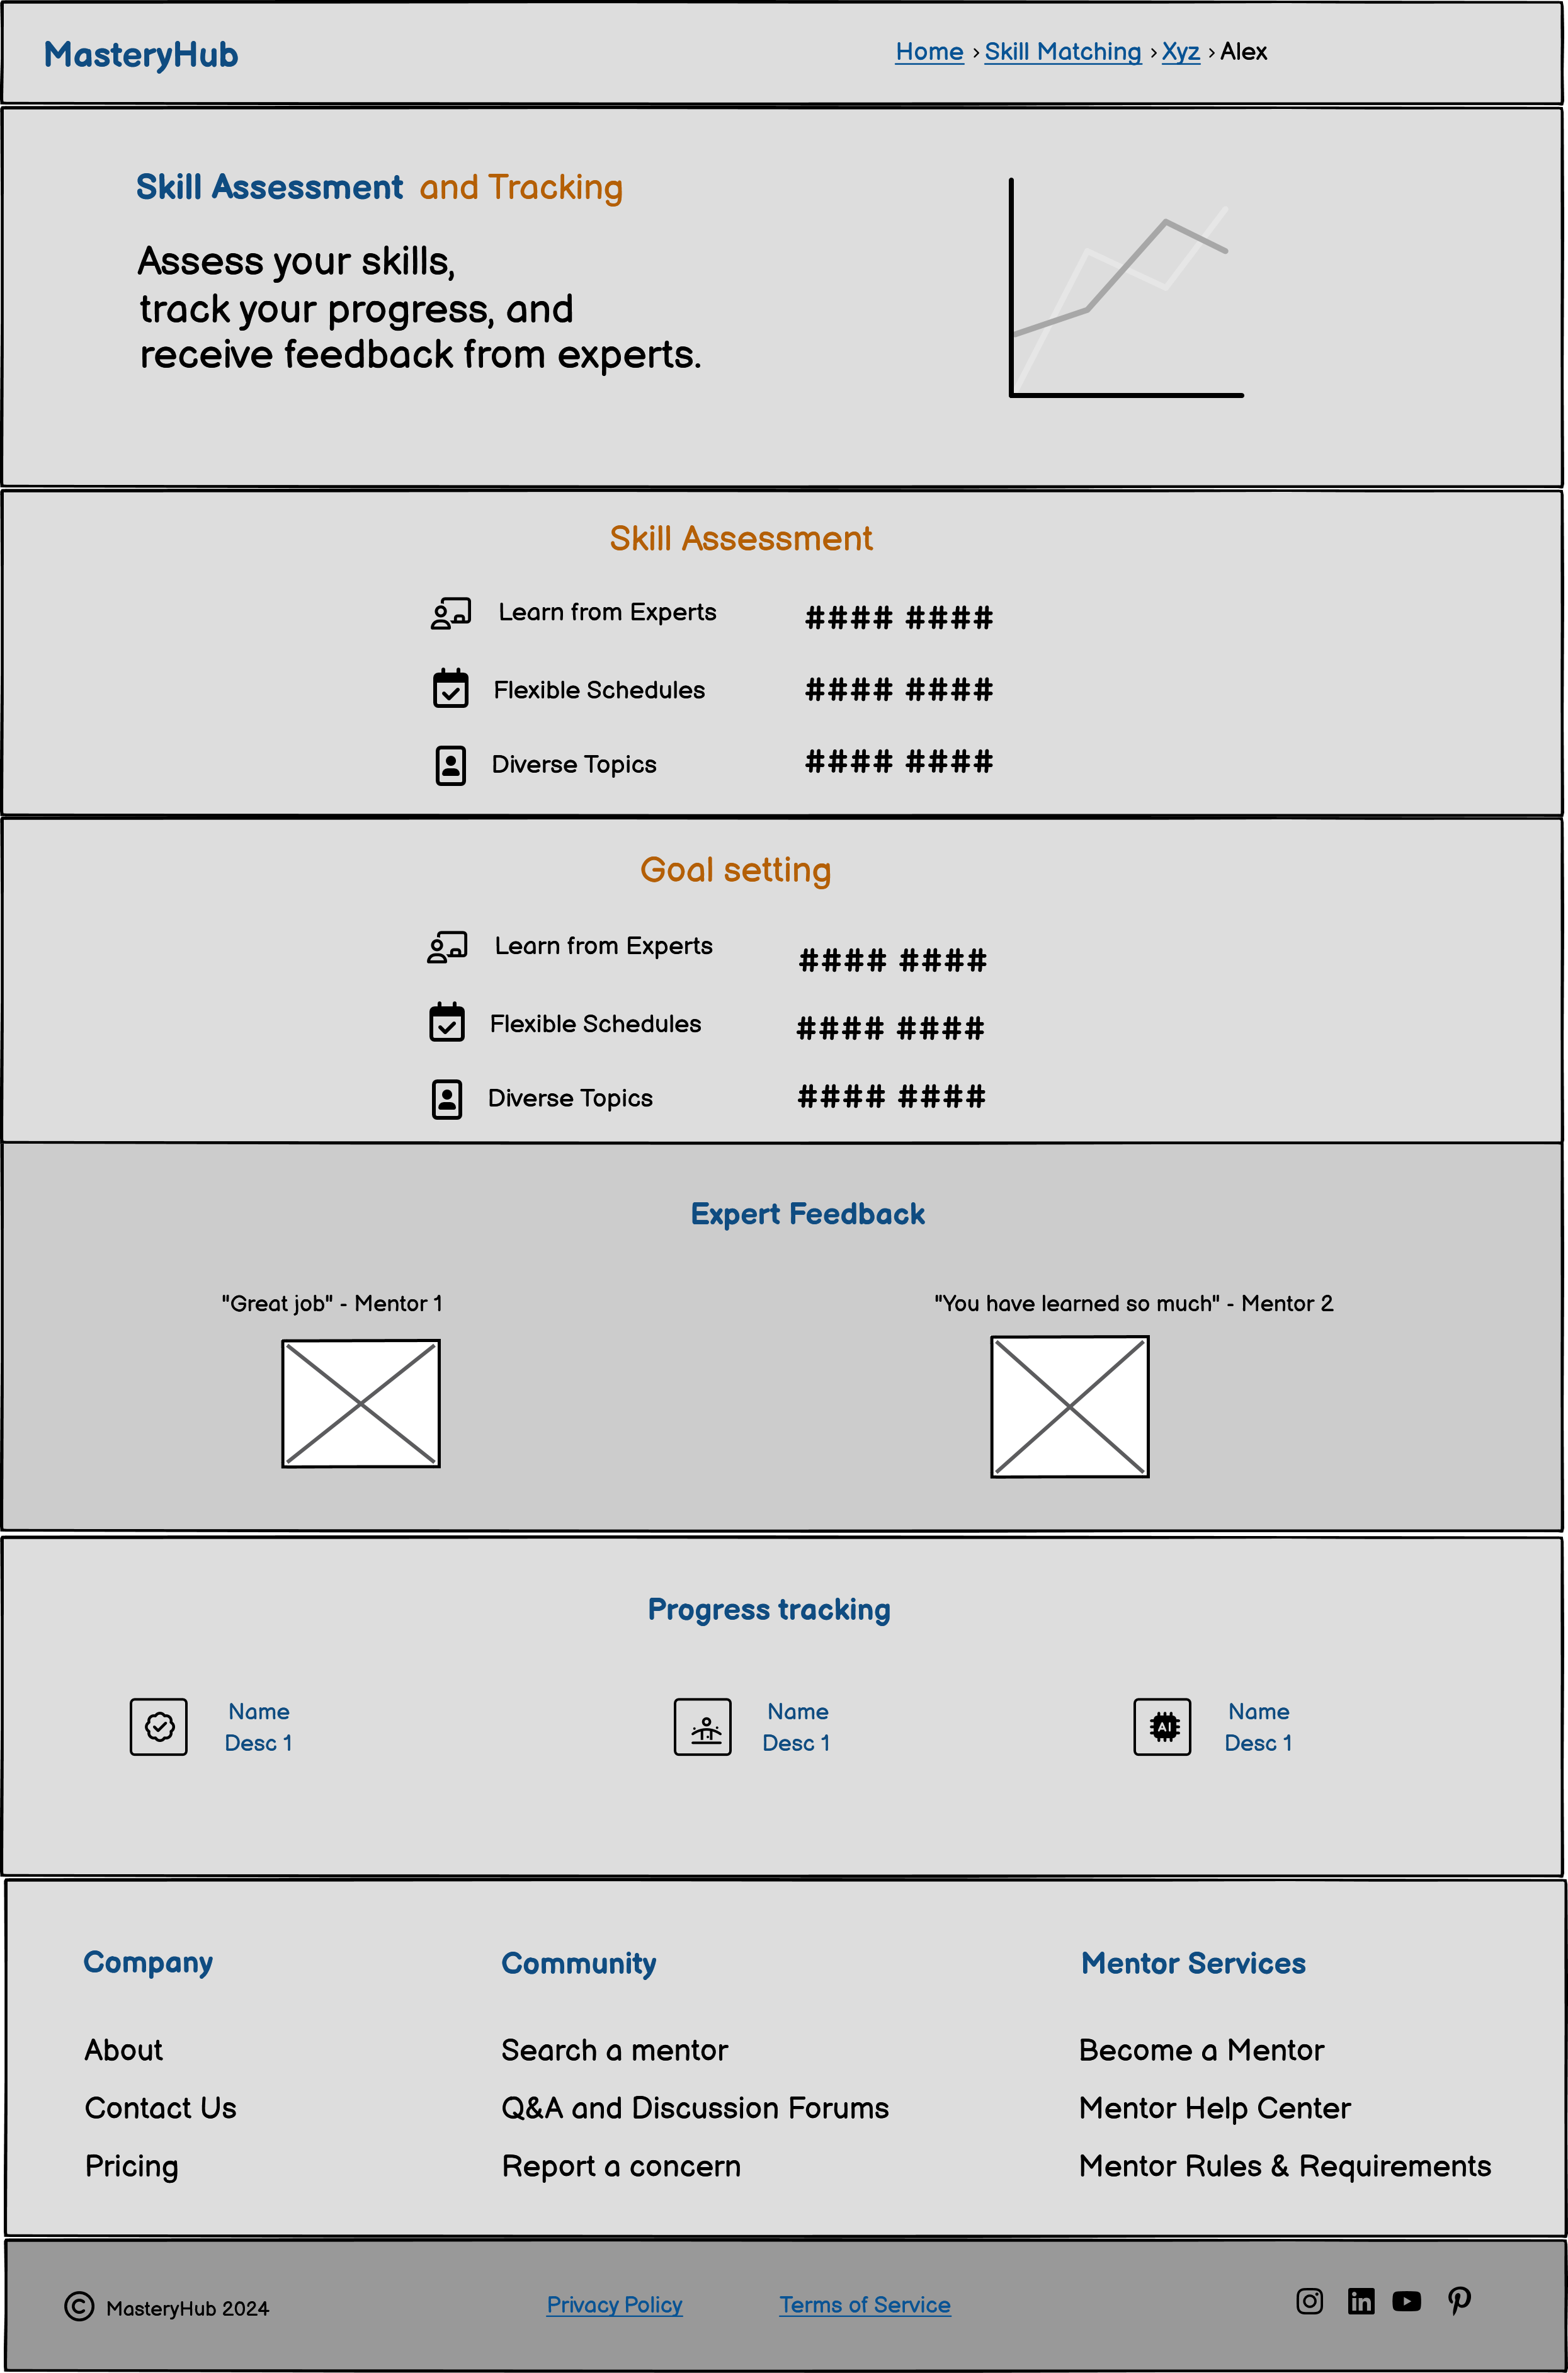 MasteryHub
Home › Skill Matching › Xyz › Alex
Skill Assessment and Tracking
Assess your skills,
track your progress, and
receive feedback from experts.
Skill Assessment
Learn from Experts #### ####
Flexible Schedules #### ####
Diverse Topics #### ####
Goal setting
Learn from Experts #### ####
Flexible Schedules #### ####
Diverse Topics #### ####
Expert Feedback
"Great job" - Mentor 1
"You have learned so much" - Mentor 2
Progress tracking
Name
Desc 1
Name
Desc 1
AI
Name
Desc 1
Company
About
Contact Us
Pricing
Community
Search a mentor
Q&A and Discussion Forums
Report a concern
Mentor Services
Become a Mentor
Mentor Help Center
Mentor Rules & Requirements
© MasteryHub 2024
Privacy Policy
Terms of Service
in